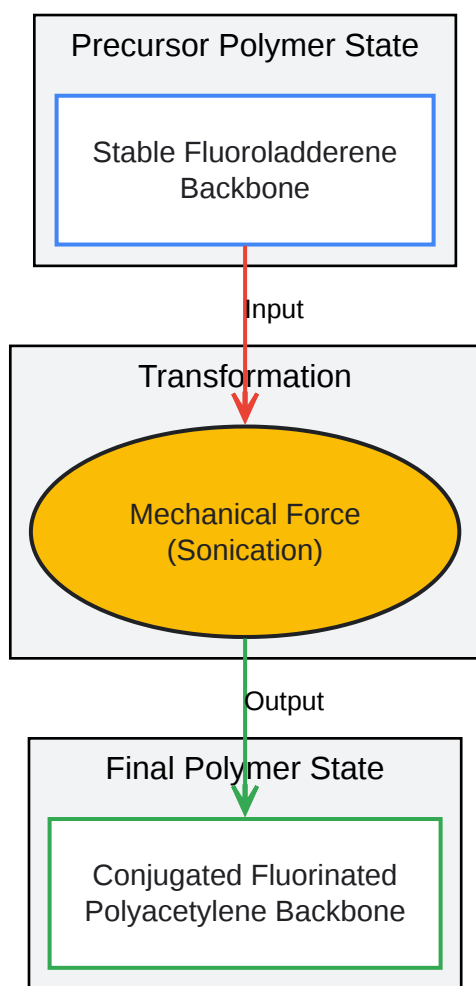 Precursor Polymer State
Stable Fluoroladderene
Backbone
Input
Transformation
Mechanical Force
(Sonication)
Output
Final Polymer State
Conjugated Fluorinated
Polyacetylene Backbone